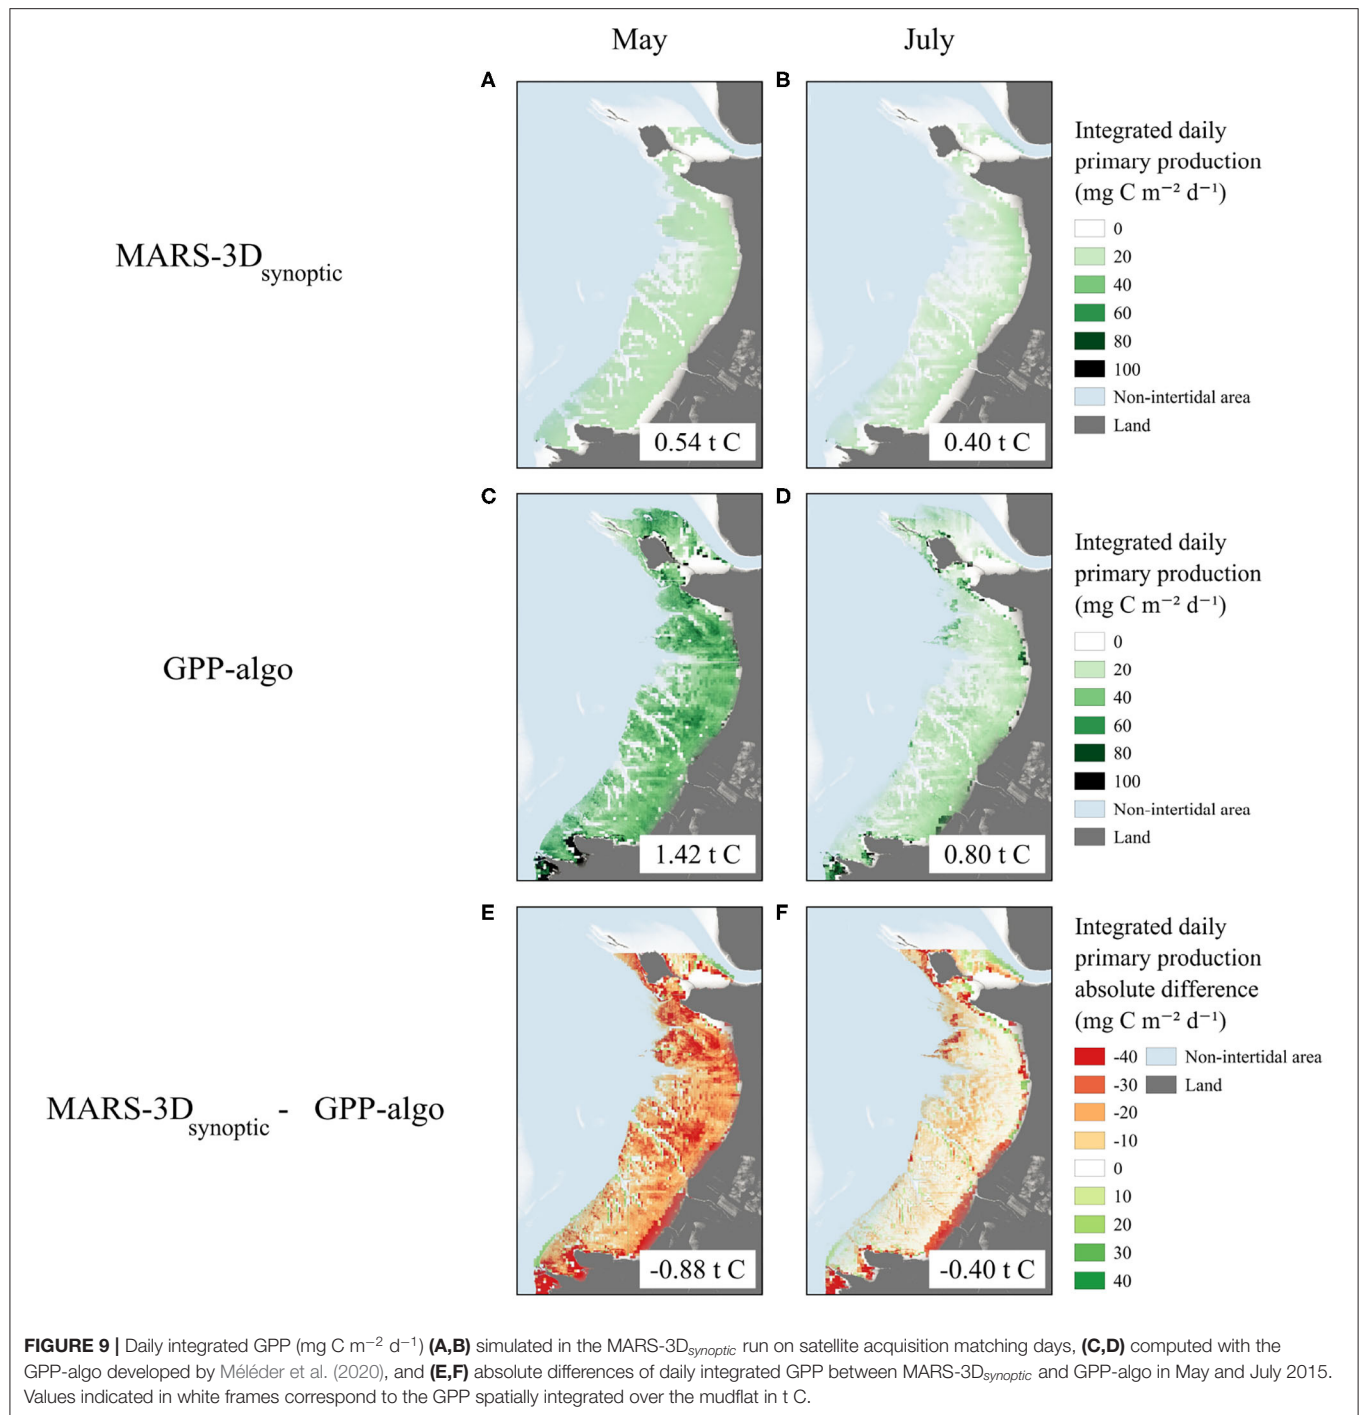 May
July
A
B
MARS-3Dsynoptic
Integrated daily
primary production
(mg C m⁻² d⁻¹)
0
20
40
60
80
100
Non-intertidal area
Land
0.54 t C
0.40 t C
C
D
GPP-algo
Integrated daily
primary production
(mg C m⁻² d⁻¹)
0
20
40
60
80
100
Non-intertidal area
Land
1.42 t C
0.80 t C
E
F
MARS-3Dsynoptic - GPP-algo
Integrated daily
primary production
absolute difference
(mg C m⁻² d⁻¹)
-40 Non-intertidal area
-30 Land
-20
-10
0
10
20
30
40
-0.88 t C
-0.40 t C
FIGURE 9 | Daily integrated GPP (mg C m⁻² d⁻¹) (A,B) simulated in the MARS-3Dsynoptic run on satellite acquisition matching days, (C,D) computed with the
GPP-algo developed by Méléder et al. (2020), and (E,F) absolute differences of daily integrated GPP between MARS-3Dsynoptic and GPP-algo in May and July 2015.
Values indicated in white frames correspond to the GPP spatially integrated over the mudflat in t C.